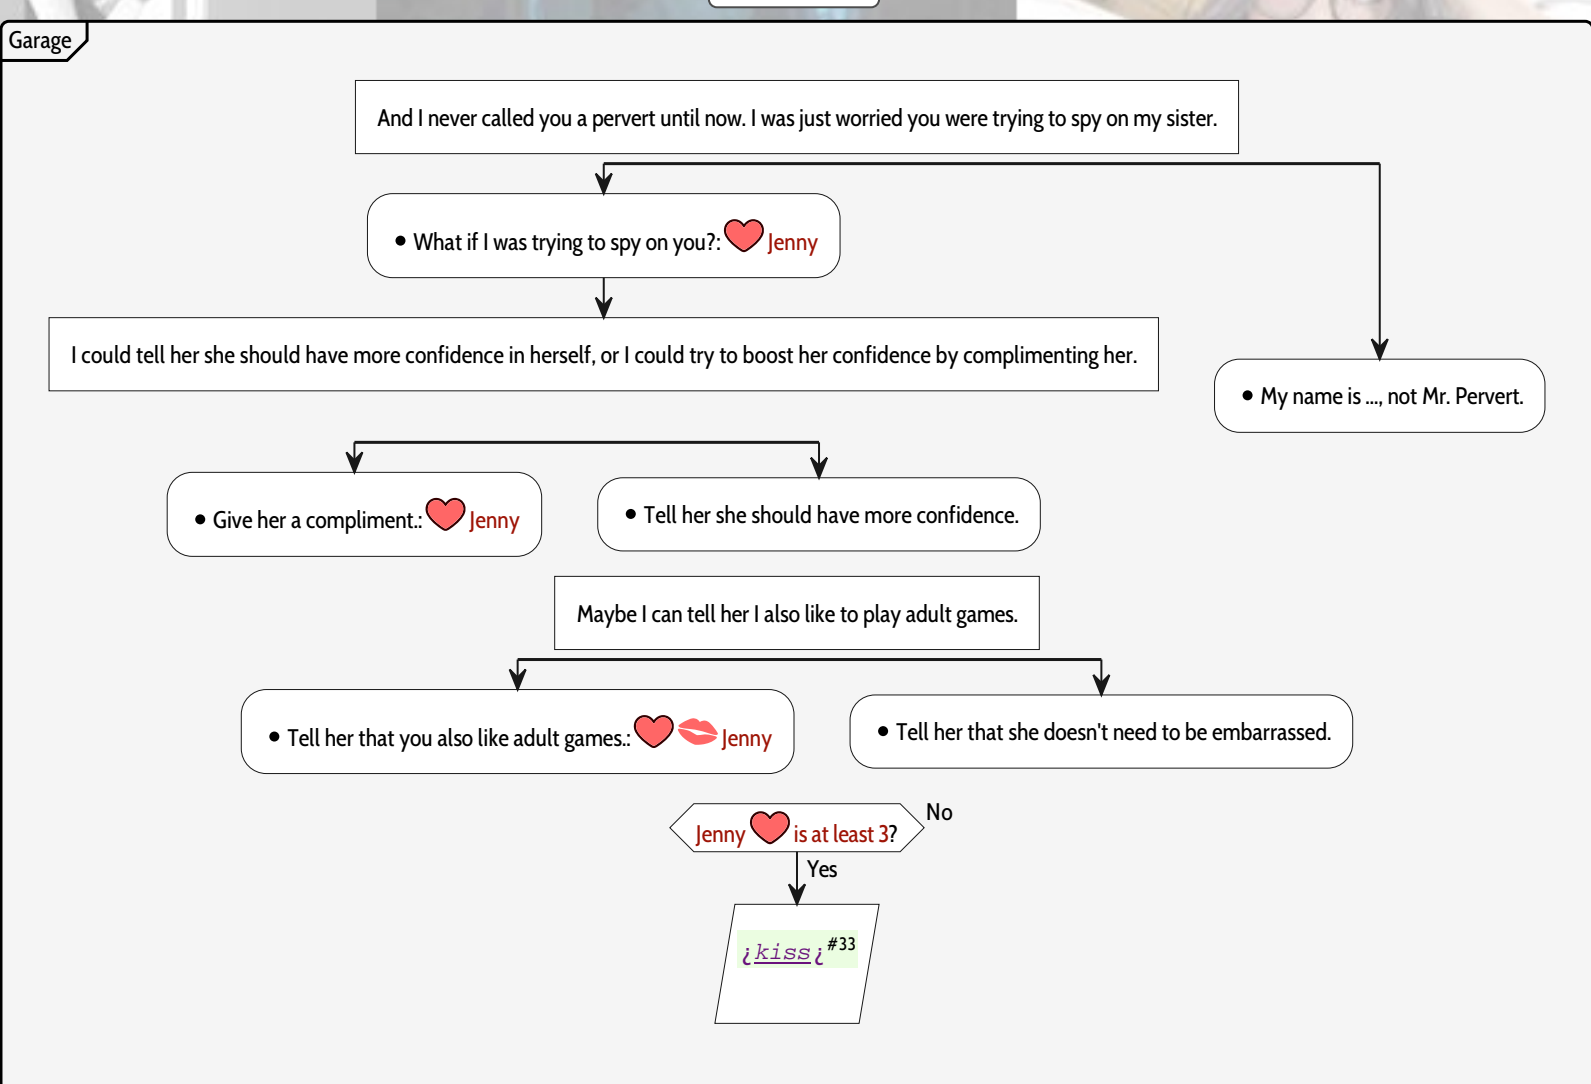 Garage
And I never called you a pervert until now. I was just worried you were trying to spy on my sister.
• What if I was trying to spy on you?: Jenny
I could tell her she should have more confidence in herself, or I could try to boost her confidence by complimenting her.
• My name is ..., not Mr. Pervert.
• Give her a compliment.: Jenny
• Tell her she should have more confidence.
Maybe I can tell her I also like to play adult games.
• Tell her that you also like adult games.: Jenny
• Tell her that she doesn't need to be embarrassed.
Jenny is at least 3?
No
Yes
¿kiss¿#33